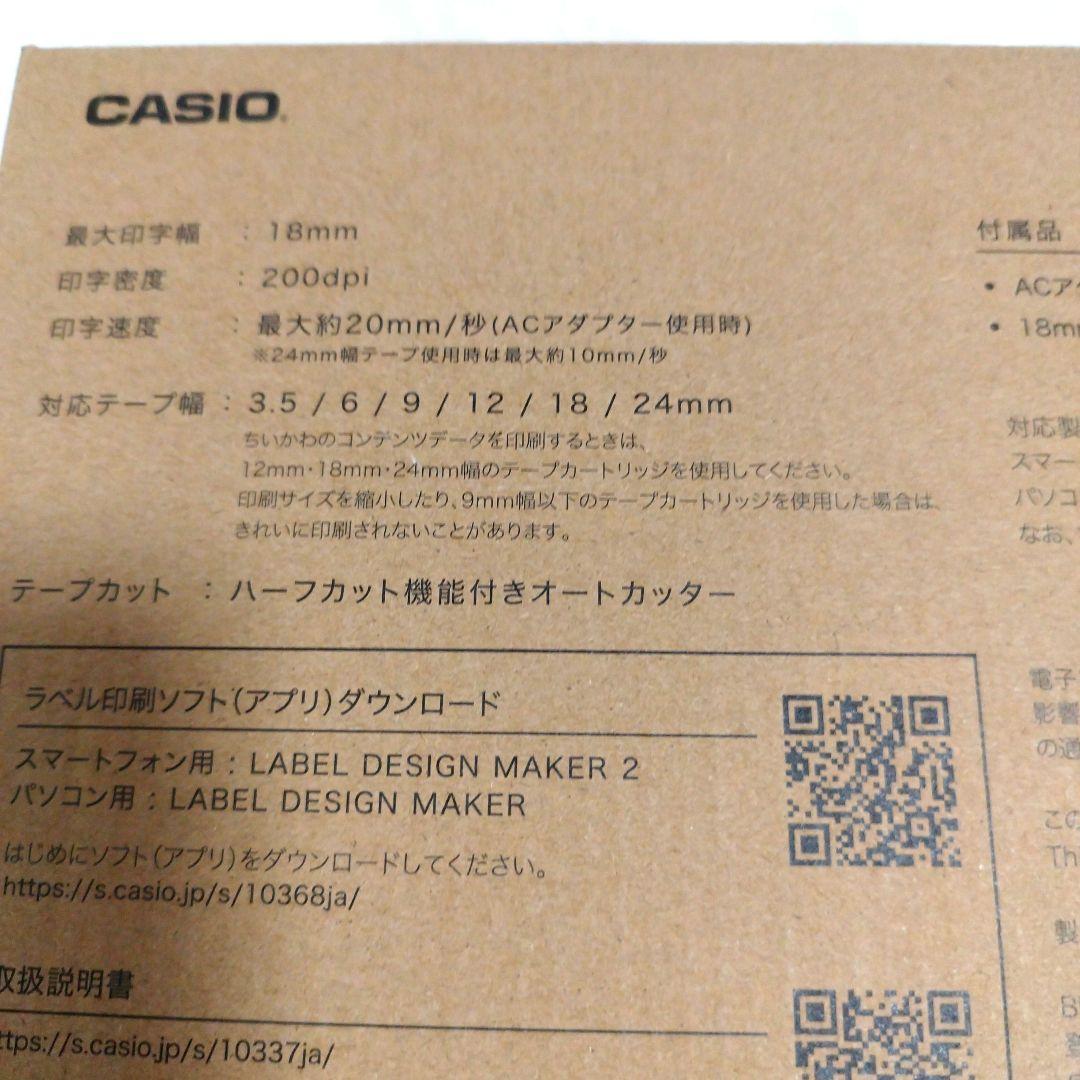 CASIO®
最大印字幅 : 18mm
印字密度 : 200dpi
印字速度 : 最大約20mm/秒(ACアダプター使用時)
※24mm幅テープ使用時は最大約10mm/秒
対応テープ幅 : 3.5 / 6 / 9 / 12 / 18 / 24mm
ちいかわのコンテンツデータを印刷するときは、
12mm・18mm・24mm幅のテープカートリッジを使用してください。
印刷サイズを縮小したり、9mm幅以下のテープカートリッジを使用した場合は、
きれいに印刷されないことがあります。
テープカット : ハーフカット機能付きオートカッター
ラベル印刷ソフト(アプリ)ダウンロード
スマートフォン用 : LABEL DESIGN MAKER 2
パソコン用 : LABEL DESIGN MAKER
はじめにソフト(アプリ)をダウンロードしてください。
https://s.casio.jp/s/10368ja/
取扱説明書
ttps://s.casio.jp/s/10337ja/
付属品
• ACア
• 18m
対応製
スマー
パソコ
なお、
電子
影響
の通
この
Th
製